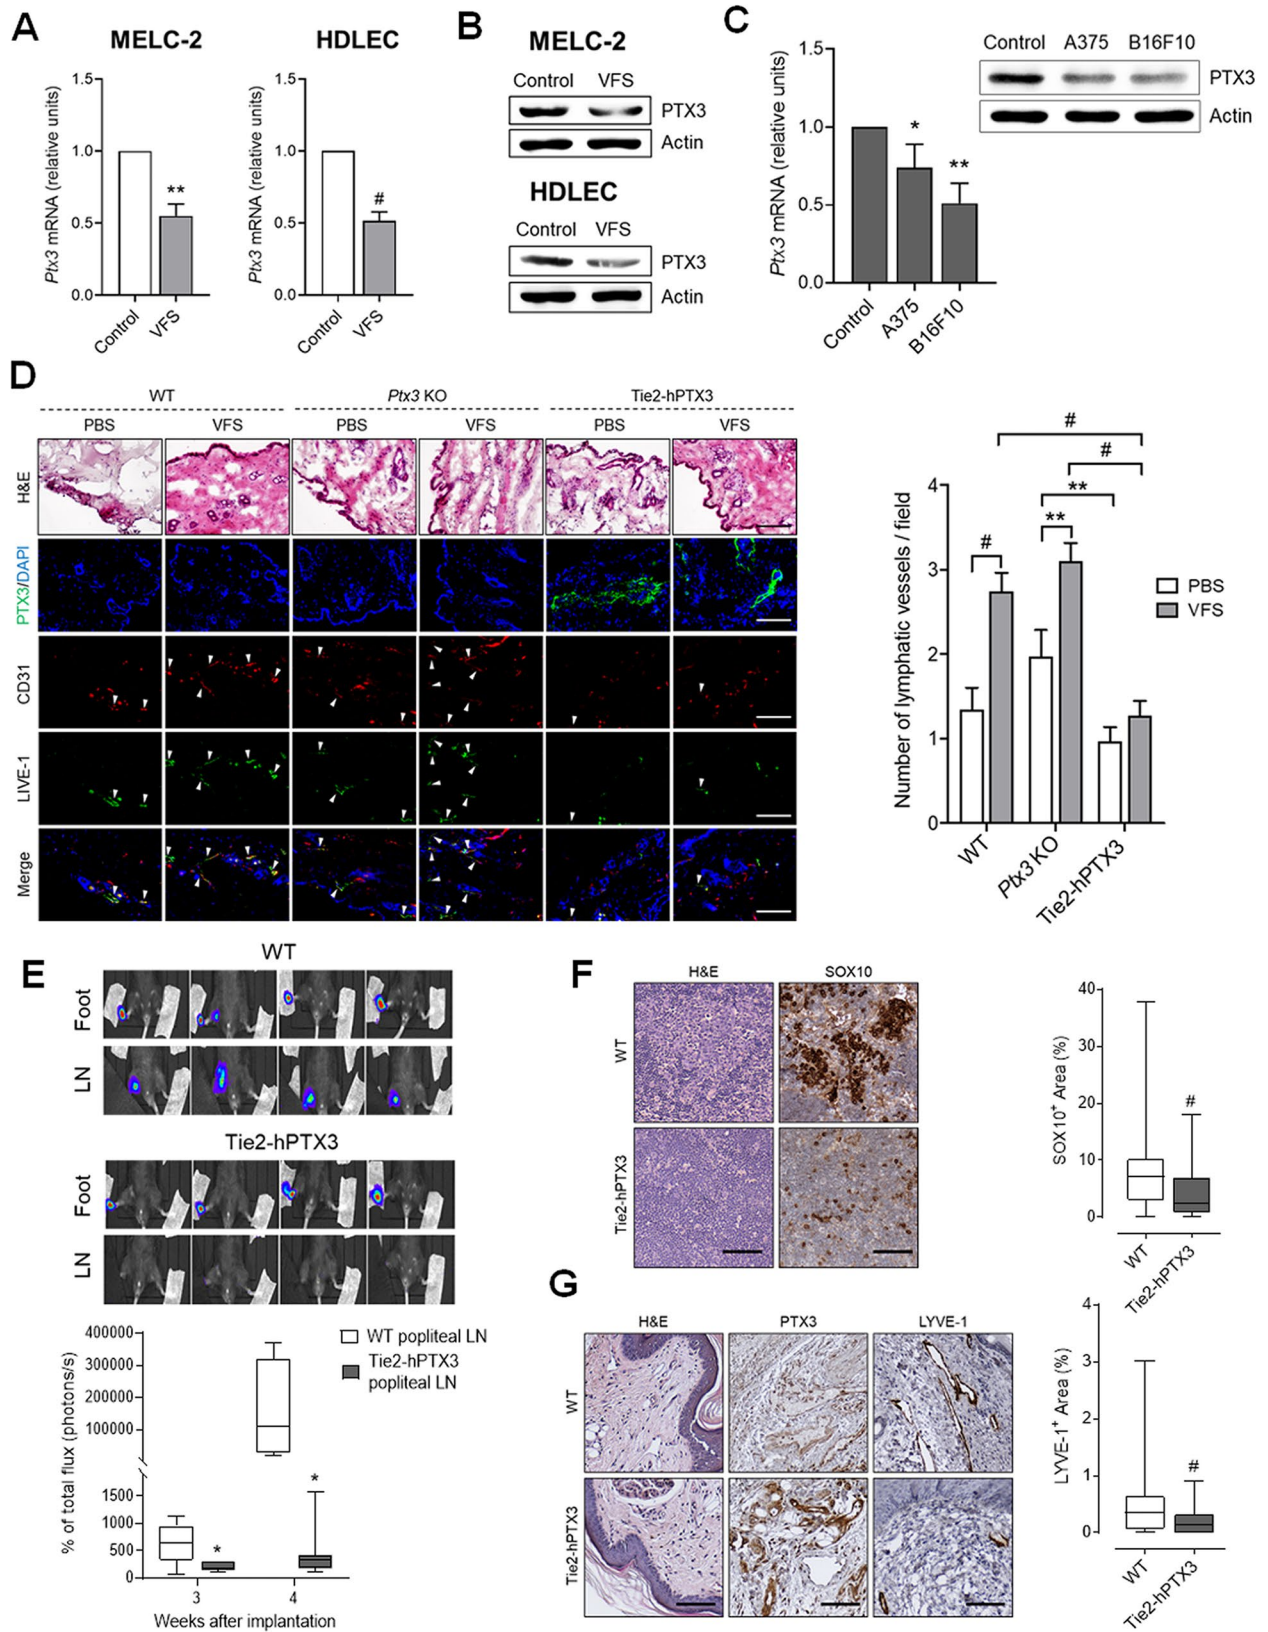 A
MELC-2
HDLEC
Ptx3 mRNA (relative units)
1.5
1.0
0.5
0.0
**
Control
VFS
Ptx3 mRNA (relative units)
1.5
1.0
0.5
0.0
#
Control
VFS
B
MELC-2
Control VFS
PTX3
Actin
HDLEC
Control VFS
PTX3
Actin
C
Ptx3 mRNA (relative units)
1.5
1.0
0.5
0.0
*
**
Control
A375
B16F10
Control A375 B16F10
PTX3
Actin
D
WT
Ptx3 KO
Tie2-hPTX3
PBS VFS PBS VFS PBS VFS
H&E
PTX3/DAPI
CD31
LIVE-1
Merge
Number of lymphatic vessels / field
4
3
2
1
0
#
**
**
#
#
PBS
VFS
WT
Ptx3 KO
Tie2-hPTX3
E
WT
Foot
LN
Tie2-hPTX3
Foot
LN
% of total flux (photons/s)
400000
300000
200000
100000
1500
1000
500
0
*
*
3 4
Weeks after implantation
WT popliteal LN
Tie2-hPTX3
popliteal LN
F
H&E SOX10
WT
Tie2-hPTX3
SOX10+ Area (%)
40
30
20
10
0
#
WT
Tie2-hPTX3
G
H&E PTX3 LYVE-1
WT
Tie2-hPTX3
LYVE-1+ Area (%)
4
3
2
1
0
#
WT
Tie2-hPTX3